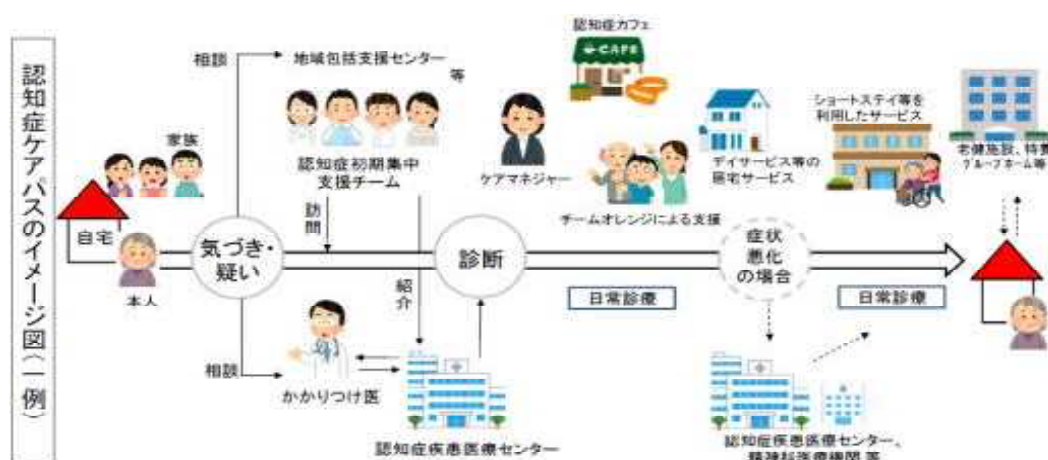 認知症ケアパスのイメージ図(一例)
家族
自宅
本人
相談
気づき・
疑い
相談
地域包括支援センター
等
認知症初期集中
支援チーム
訪問
紹介
かかりつけ医
認知症疾患医療センター
診断
ケアマネジャー
認知症カフェ
CAFE
チームオレンジによる支援
デイサービス等の
居宅サービス
日常診療
症状
悪化
の場合
ショートステイ等を
利用したサービス
日常診療
認知症疾患医療センター、
精神科医療機関 等
老健施設、特養
グループホーム等